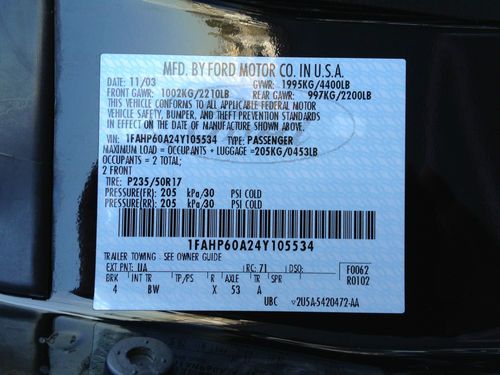 MFD. BY FORD MOTOR CO. IN U.S.A.
DATE: 11/03 GVWR: 1995KG/4400LB
FRONT GAWR: 1002KG/2210LB REAR GAWR: 997KG/2200LB
THIS VEHICLE CONFORMS TO ALL APPLICABLE FEDERAL MOTOR
VEHICLE SAFETY, BUMPER, AND THEFT PREVENTION STANDARDS
IN EFFECT ON THE DATE OF MANUFACTURE SHOWN ABOVE.
VIN: 1FAHP60A24Y105534 TYPE: PASSENGER
MAXIMUM LOAD = OCCUPANTS + LUGGAGE =205KG/0453LB
OCCUPANTS = 2 TOTAL;
2 FRONT
TIRE: P235/50R17
PRESSURE(FR): 205 kPa/30 PSI COLD
PRESSURE(RR): 205 kPa/30 PSI COLD
1FAHP60A24Y105534
TRAILER TOWING - SEE OWNER GUIDE
EXT PNT: UA RC: 71 DSO: F0062
BRK INT TR TP/PS R AXLE TR SPR R0102
4 BW X 53 A
UBC v2U5A-5420472-AA